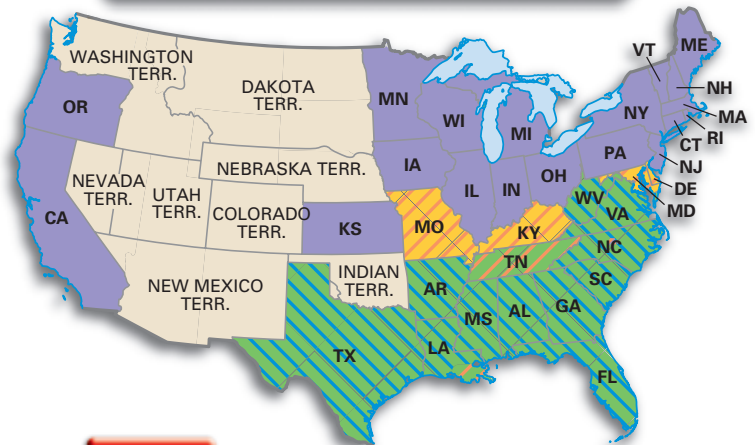 WASHINGTON
TERR.
OR
DAKOTA
TERR.
MN
WI
MI
VT
ME
NH
MA
RI
CT
NY
NJ
PA
DE
MD
NEBRASKA TERR.
IA
IL
IN
OH
WV
VA
NEVADA
TERR.
UTAH
TERR.
COLORADO
TERR.
CA
KS
MO
KY
NC
TN
SC
NEW MEXICO
TERR.
INDIAN
TERR.
AR
MS
AL
GA
TX
LA
FL